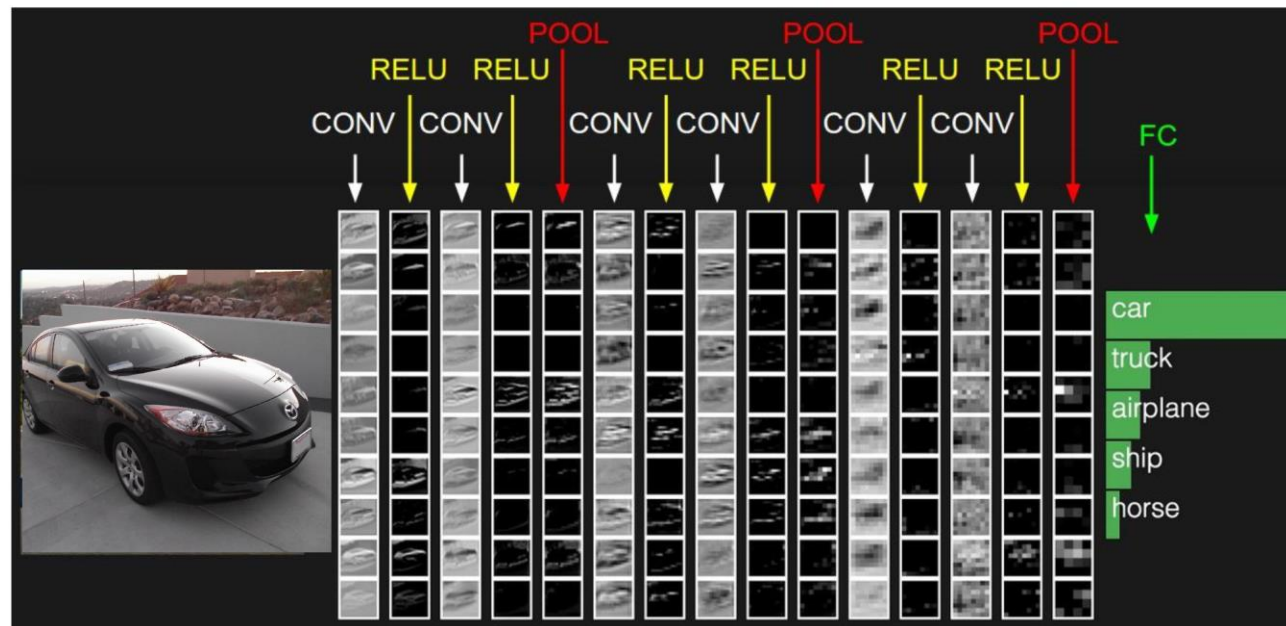 POOL POOL POOL
RELU RELU RELU RELU RELU RELU
CONV CONV CONV CONV CONV CONV
FC
car
truck
airplane
ship
horse